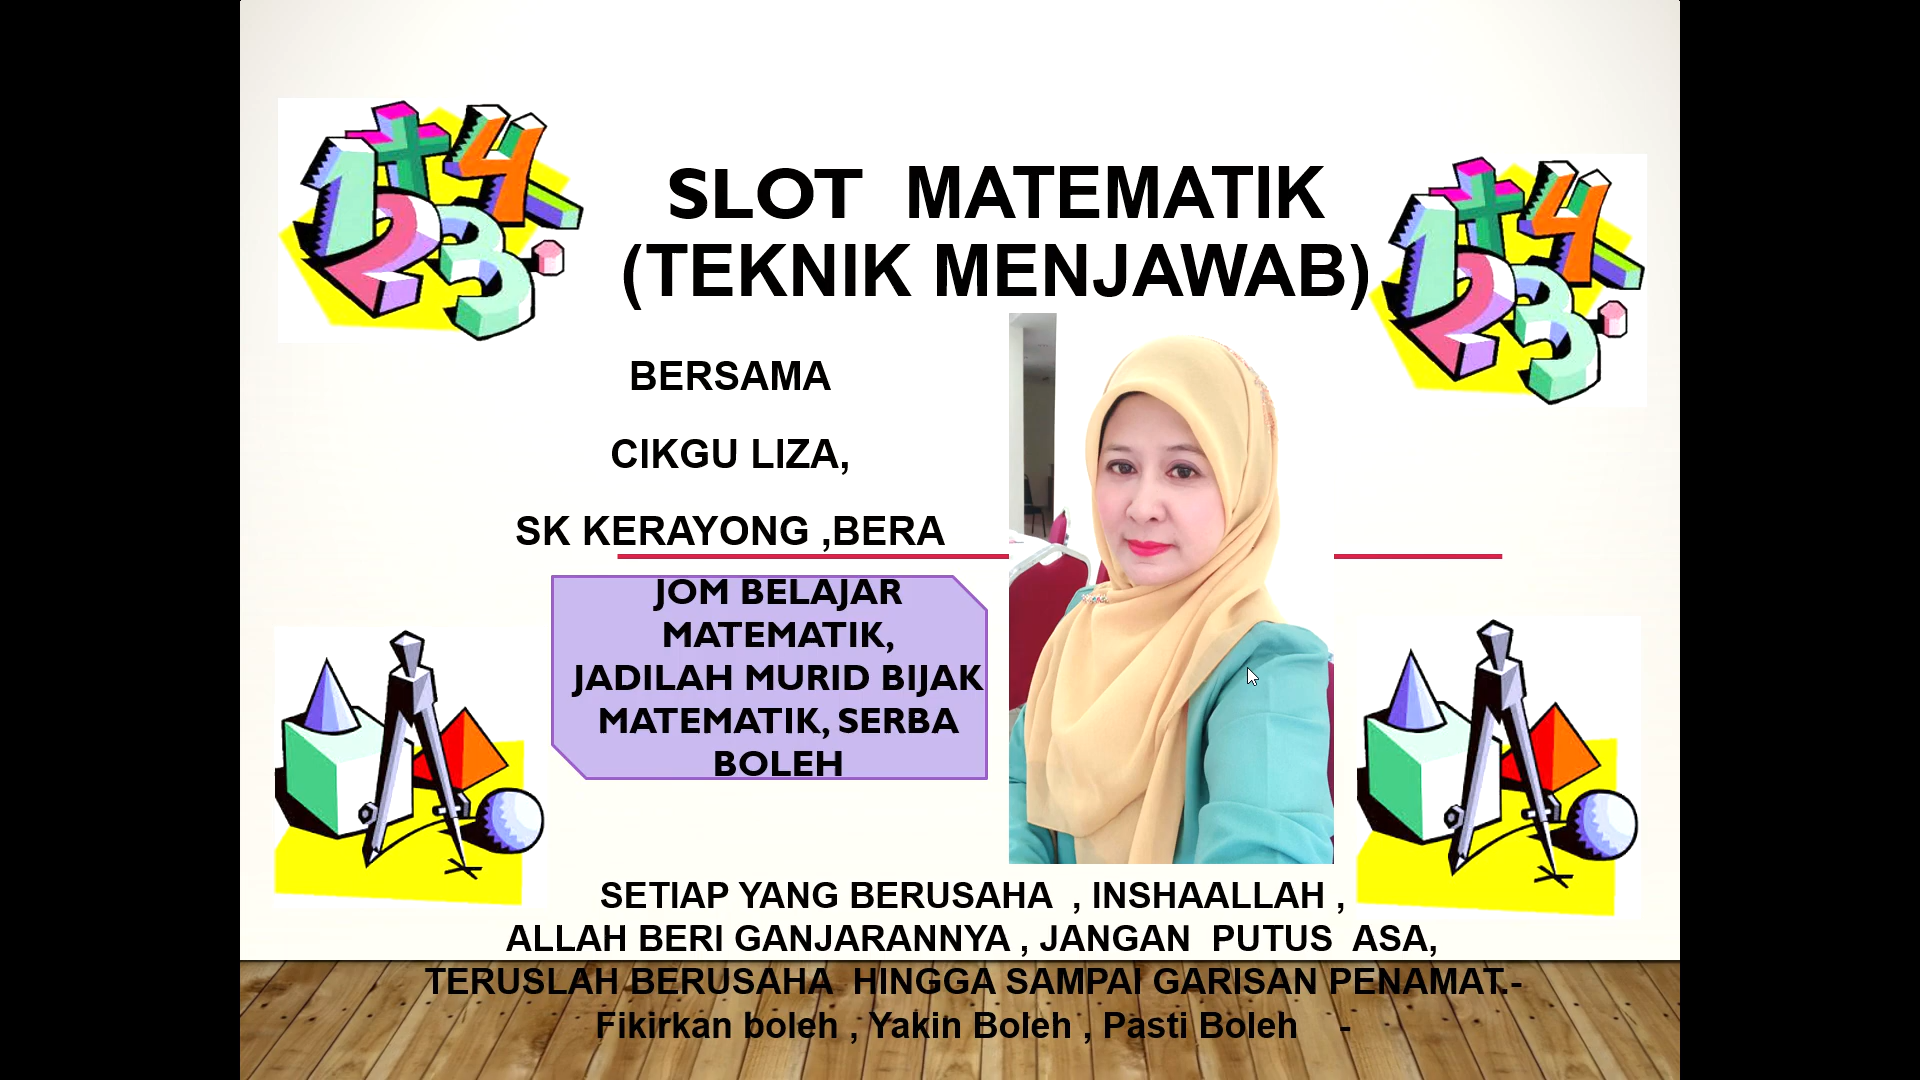 SLOT MATEMATIK
(TEKNIK MENJAWAB)
BERSAMA
CIKGU LIZA,
SK KERAYONG ,BERA
JOM BELAJAR
MATEMATIK,
JADILAH MURID BIJAK
MATEMATIK, SERBA
BOLEH
SETIAP YANG BERUSAHA , INSHAALLAH ,
ALLAH BERI GANJARANNYA , JANGAN PUTUS ASA,
TERUSLAH BERUSAHA HINGGA SAMPAI GARISAN PENAMAT.-
Fikirkan boleh , Yakin Boleh , Pasti Boleh -